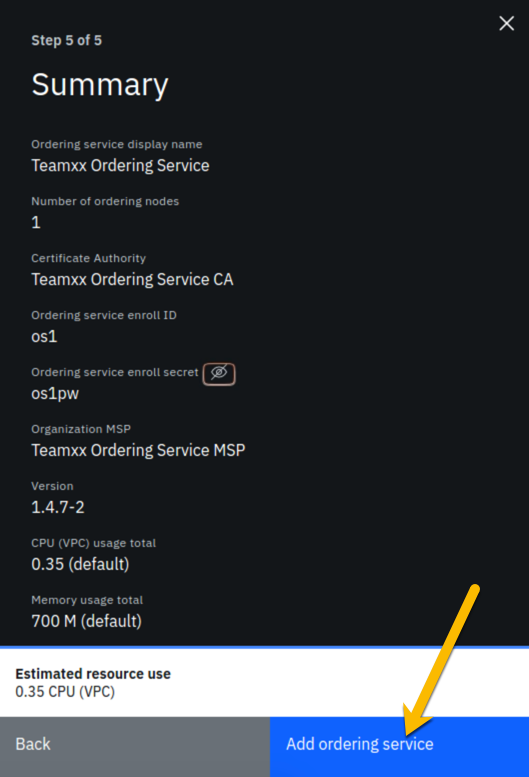 Step 5 of 5
Summary
Ordering service display name
Teamxx Ordering Service
Number of ordering nodes
1
Certificate Authority
Teamxx Ordering Service CA
Ordering service enroll ID
os1
Ordering service enroll secret
os1pw
Organization MSP
Teamxx Ordering Service MSP
Version
1.4.7-2
CPU (VPC) usage total
0.35 (default)
Memory usage total
700 M (default)
Estimated resource use
0.35 CPU (VPC)
Back
Add ordering service